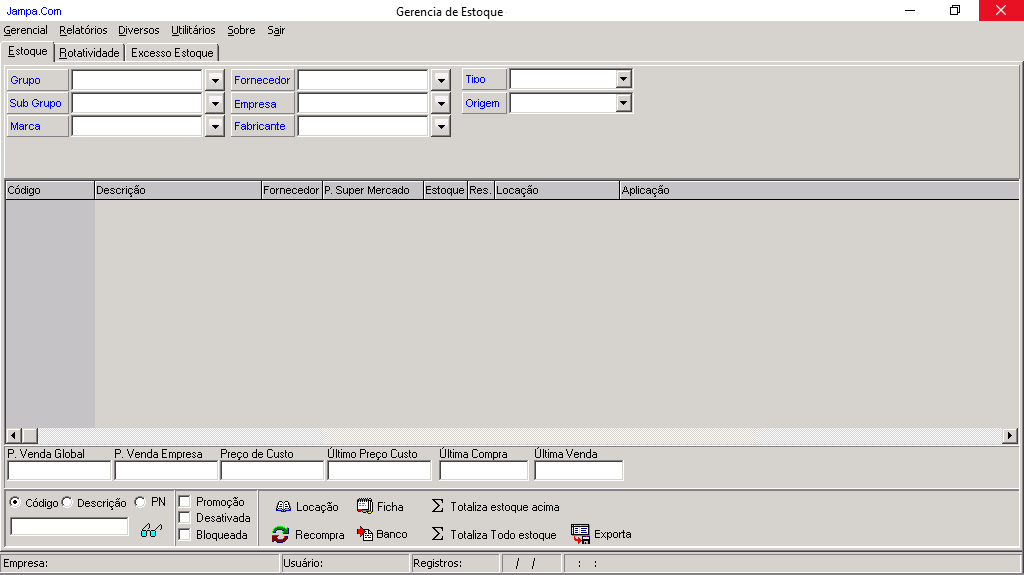 Jampa.Com Gerencia de Estoque
Gerencial Relatórios Diversos Utilitários Sobre Sair
Estoque Rotatividade Excesso Estoque
Grupo Fornecedor Tipo
Sub Grupo Empresa Origem
Marca Fabricante
Código Descrição Fornecedor P. Super Mercado Estoque Res. Locação Aplicação
P. Venda Global P. Venda Empresa Preço de Custo Último Preço Custo Última Compra Última Venda
Código Descrição PN Promoção Locação Ficha Σ Totaliza estoque acima
Desativada
Bloqueada Recompra Banco Σ Totaliza Todo estoque Exporta
Empresa: Usuário: Registros: / / : :